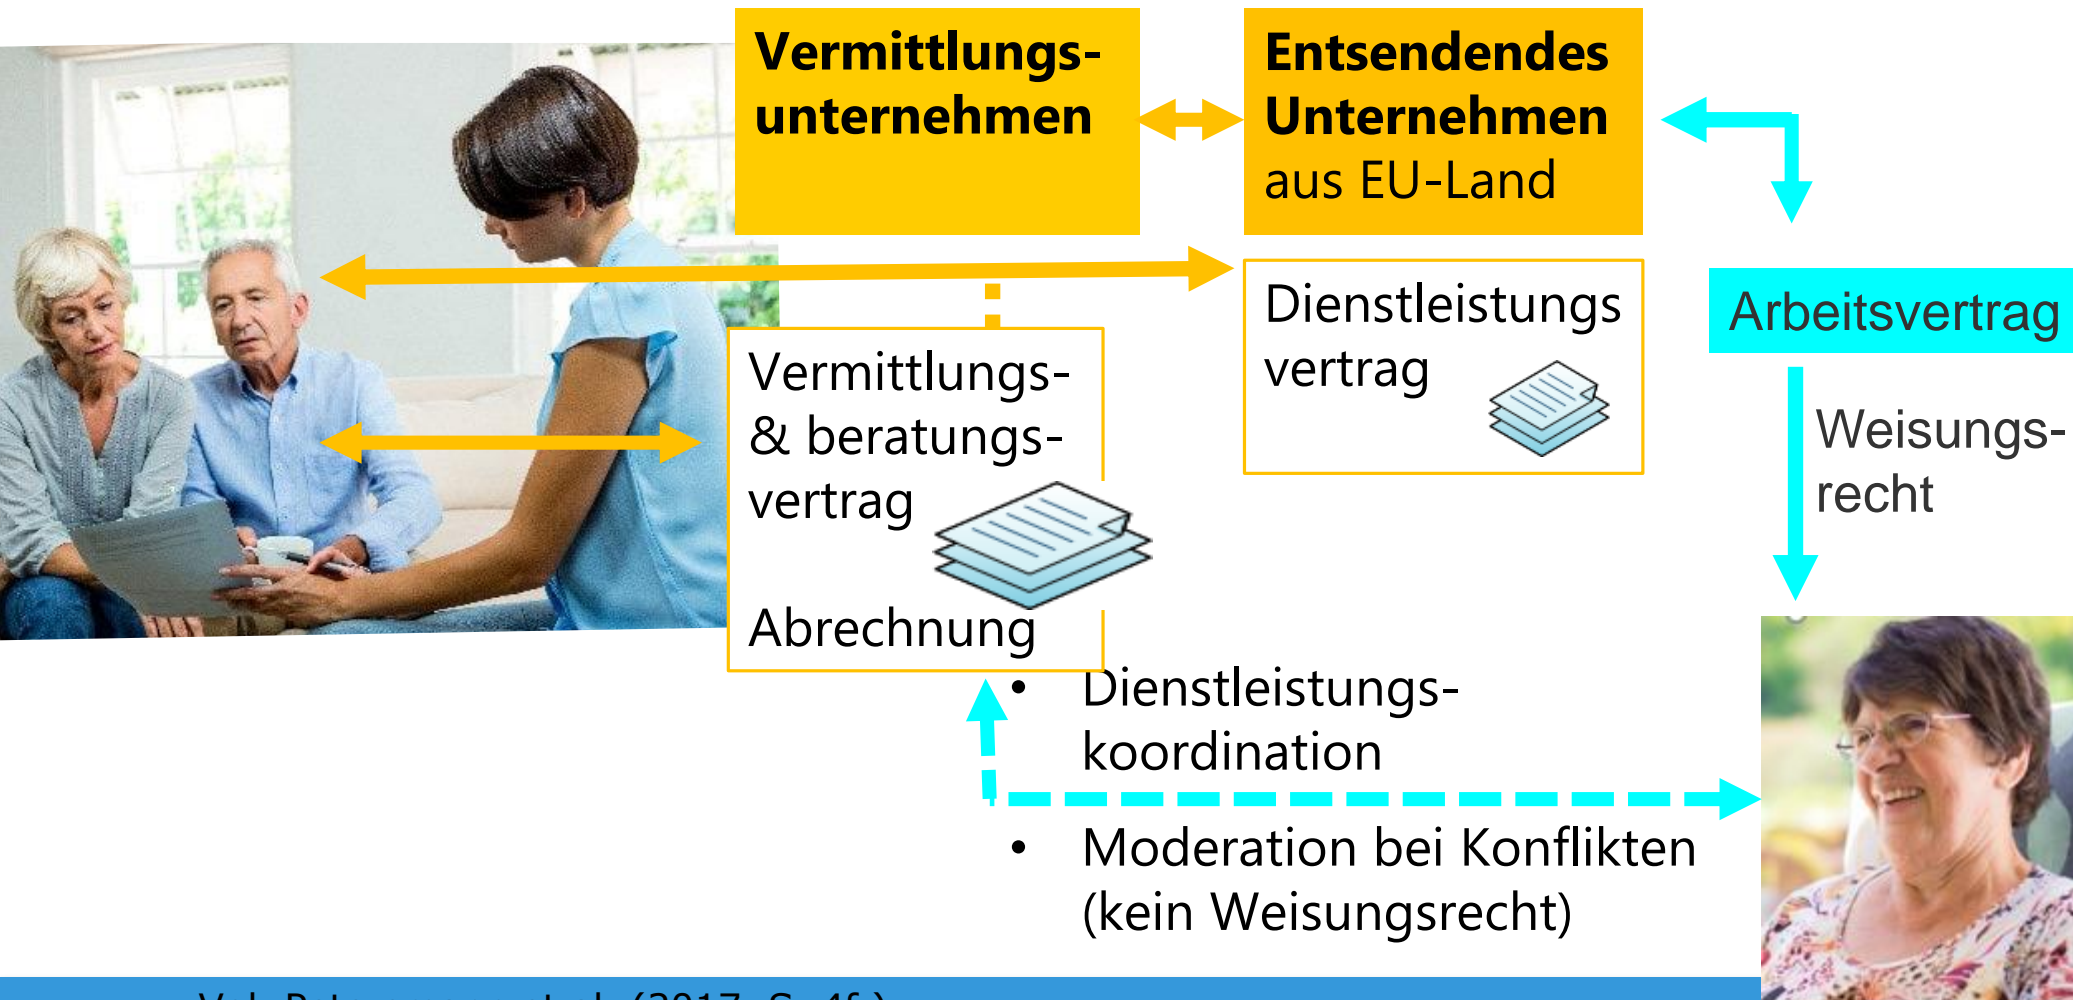 Vermittlungs-
unternehmen
Entsendendes
Unternehmen
aus EU-Land
Dienstleistungs
vertrag
Arbeitsvertrag
Weisungs-
recht
Vermittlungs-
& beratungs-
vertrag
Abrechnung
• Dienstleistungs-
koordination
• Moderation bei Konflikten
(kein Weisungsrecht)